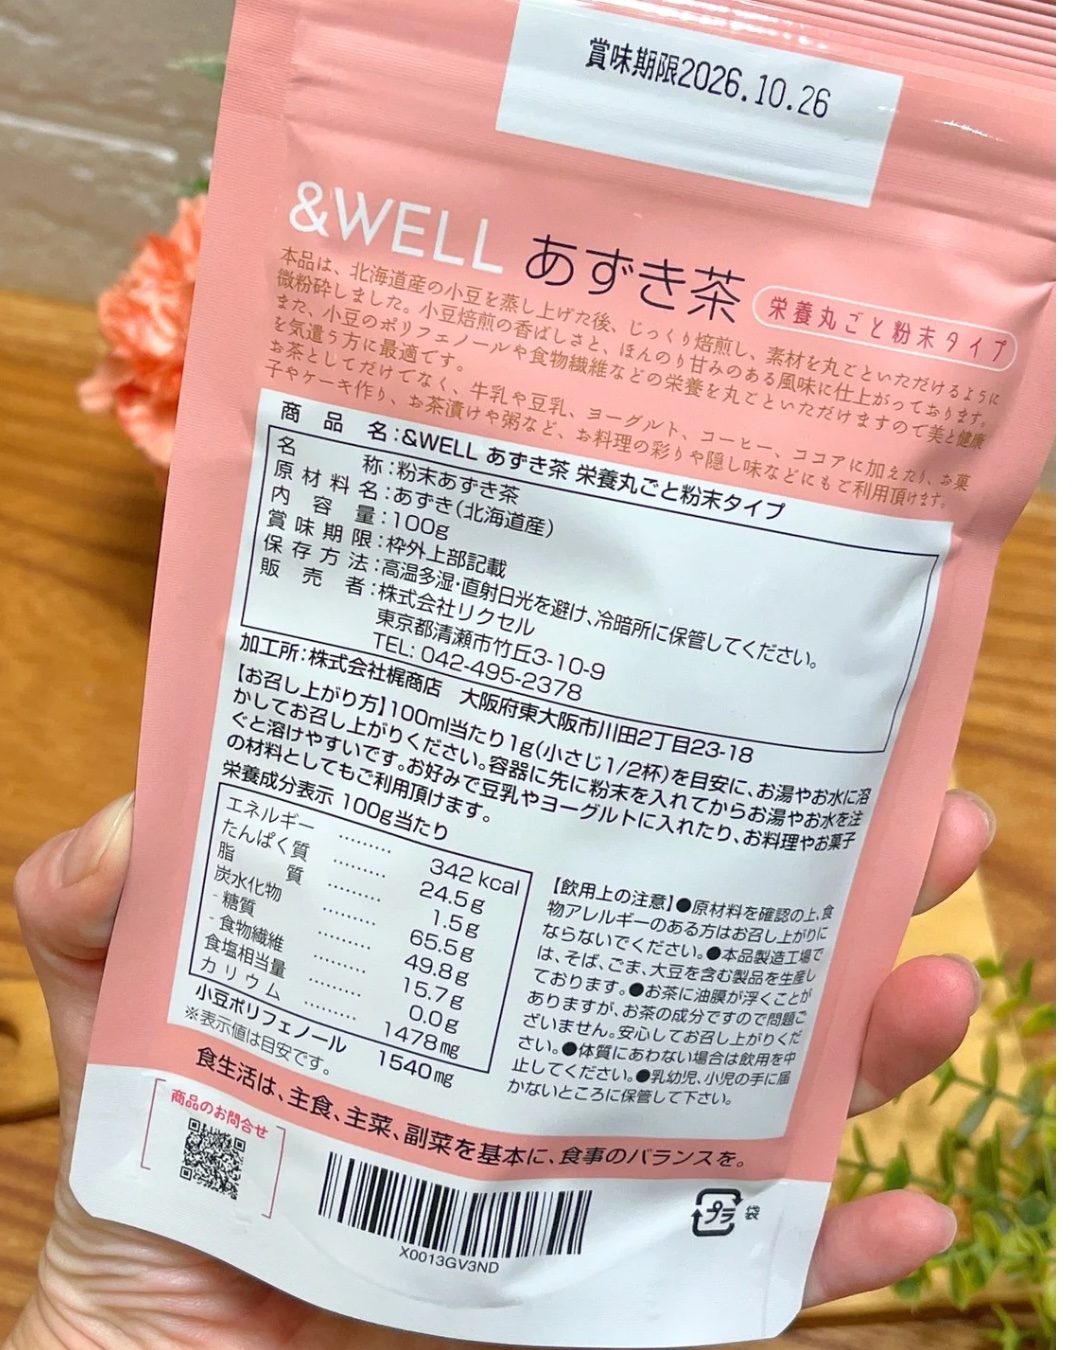 賞味期限2026.10.26
&WELL あずき茶 栄養丸ごと粉末タイプ
本品は、北海道産の小豆を蒸し上げた後、じっくり焙煎し、素材を丸ごといただけるように
微粉砕しました。小豆焙煎の香ばしさと、ほんのり甘みのある風味に仕上がっております。
また、小豆のポリフェノールや食物繊維などの栄養を丸ごといただけますので美と健康
を気遣う方に最適です。
お茶としてだけでなく、牛乳や豆乳、ヨーグルト、コーヒー、ココアに加えたり、お菓
子やケーキ作り、お茶漬けや粥など、お料理の彩りや隠し味などにもご利用頂けます。
商品名:&WELL あずき茶 栄養丸ごと粉末タイプ
名称:粉末あずき茶
原材料名:あずき(北海道産)
内容量:100g
賞味期限:枠外上部記載
保存方法:高温多湿・直射日光を避け、冷暗所に保管してください。
販売者:株式会社リクセル
東京都清瀬市竹丘3-10-9
TEL: 042-495-2378
加工所:株式会社梶商店 大阪府東大阪市川田2丁目23-18
【お召し上がり方】100ml当たり1g(小さじ1/2杯)を目安に、お湯やお水に溶
かしてお召し上がりください。容器に先に粉末を入れてからお湯やお水を注
ぐと溶けやすいです。お好みで豆乳やヨーグルトに入れたり、お料理やお菓子
の材料としてもご利用頂けます。
栄養成分表示 100g当たり
エネルギー ……… 342 kcal
たんぱく質 ……… 24.5g
脂質 ……… 1.5g
炭水化物 ……… 65.5g
- 糖質 ……… 49.8g
- 食物繊維 ……… 15.7g
食塩相当量 ……… 0.0g
カリウム ……… 1478mg
小豆ポリフェノール 1540mg
※表示値は目安です。
【飲用上の注意】●原材料を確認の上、食
物アレルギーのある方はお召し上がりに
ならないでください。●本品製造工場で
は、そば、ごま、大豆を含む製品を生産し
ております。●お茶に油膜が浮くことが
ありますが、お茶の成分ですので問題ご
ざいません。安心してお召し上がりくだ
さい。●体質にあわない場合は飲用を中
止してください。●乳幼児、小児の手に届
かないところに保管して下さい。
食生活は、主食、主菜、副菜を基本に、食事のバランスを。
商品のお問合せ
X0013GV3ND
プラ 袋